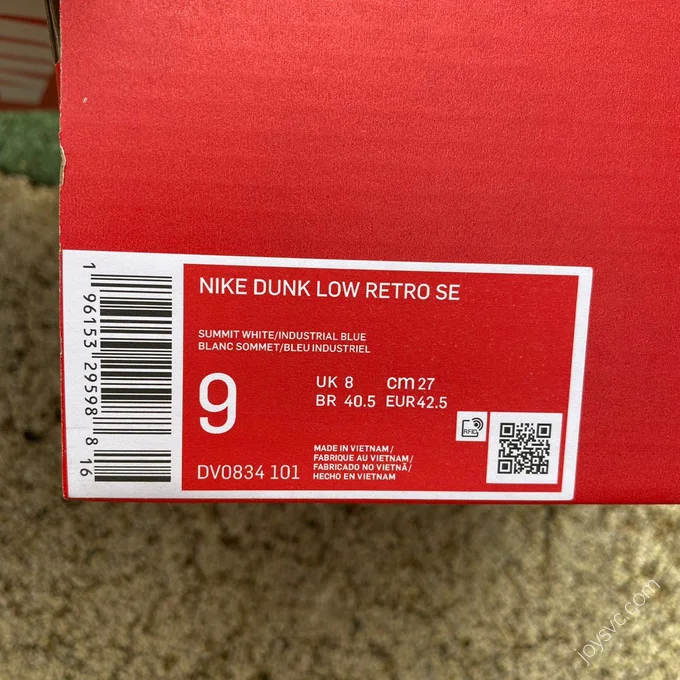 NIKE DUNK LOW RETRO SE
SUMMIT WHITE/INDUSTRIAL BLUE
BLANC SOMMET/BLEU INDUSTRIEL
9
UK 8 cm 27
BR 40.5 EUR 42.5
RFID
DV0834 101
MADE IN VIETNAM/
FABRIQUE AU VIETNAM/
FABRICADO NO VIETNÃ/
HECHO EN VIETNAM
1 96153 29598 8 16
joysvc.com